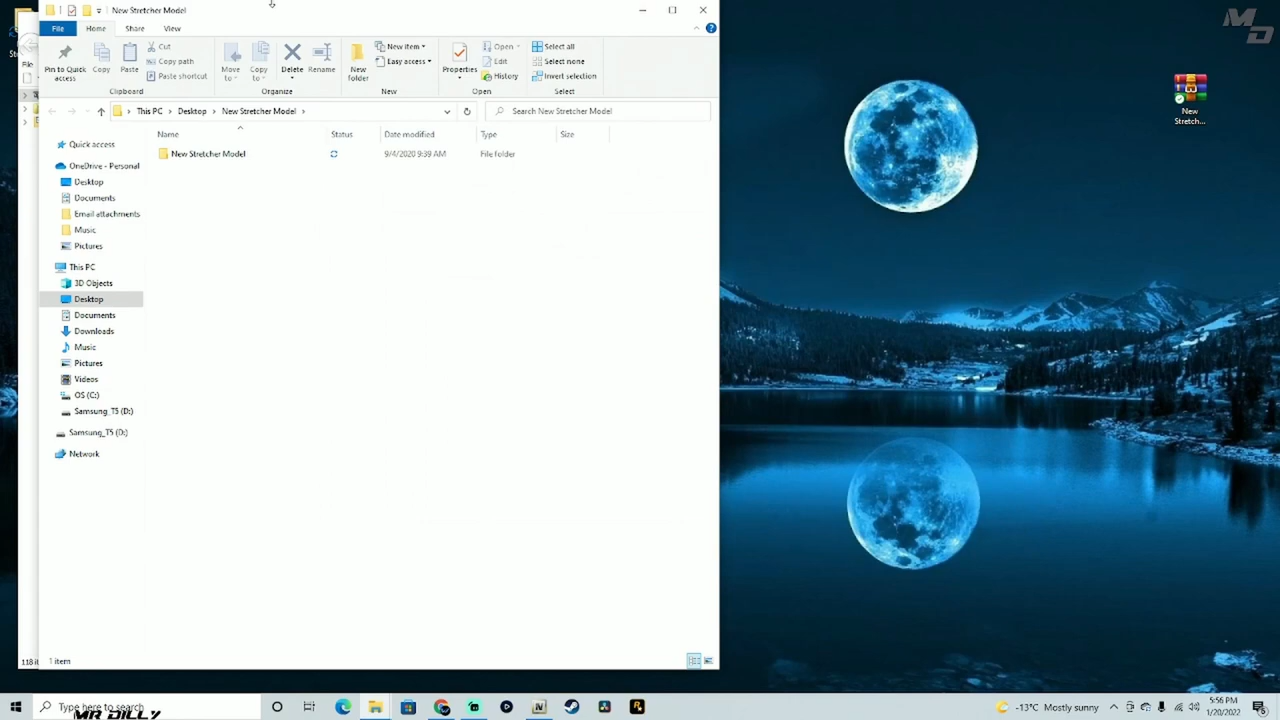 New Stretcher Model
File Home Share View
Pin to Quick access
Copy
Paste
Cut
Copy path
Paste shortcut
Move to
Copy to
Delete
Rename
New folder
New item
Easy access
Properties
Open
Edit
History
Select all
Select none
Invert selection
Clipboard Organize New Open Select
This PC > Desktop > New Stretcher Model >
Search New Stretcher Model
Name Status Date modified Type Size
New Stretcher Model 9/4/2020 9:39 AM File folder
Quick access
OneDrive - Personal
Desktop
Documents
Email attachments
Music
Pictures
This PC
3D Objects
Desktop
Documents
Downloads
Music
Pictures
Videos
OS (C:)
Samsung_T5 (D:)
Samsung_T5 (D:)
Network
1 item
File
MD
New
Stretch...
Type here to search
MR DILLY
-13°C Mostly sunny
5:56 PM
1/20/2022